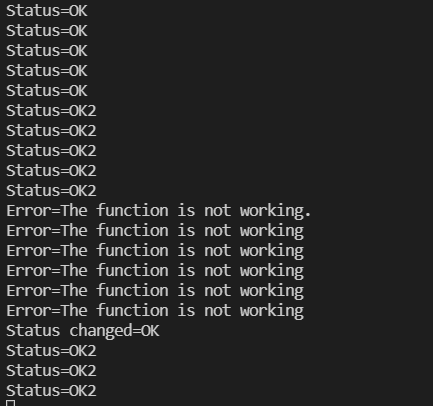 Status=OK
Status=OK
Status=OK
Status=OK
Status=OK
Status=OK2
Status=OK2
Status=OK2
Status=OK2
Status=OK2
Error=The function is not working.
Error=The function is not working
Error=The function is not working
Error=The function is not working
Error=The function is not working
Error=The function is not working
Status changed=OK
Status=OK2
Status=OK2
Status=OK2